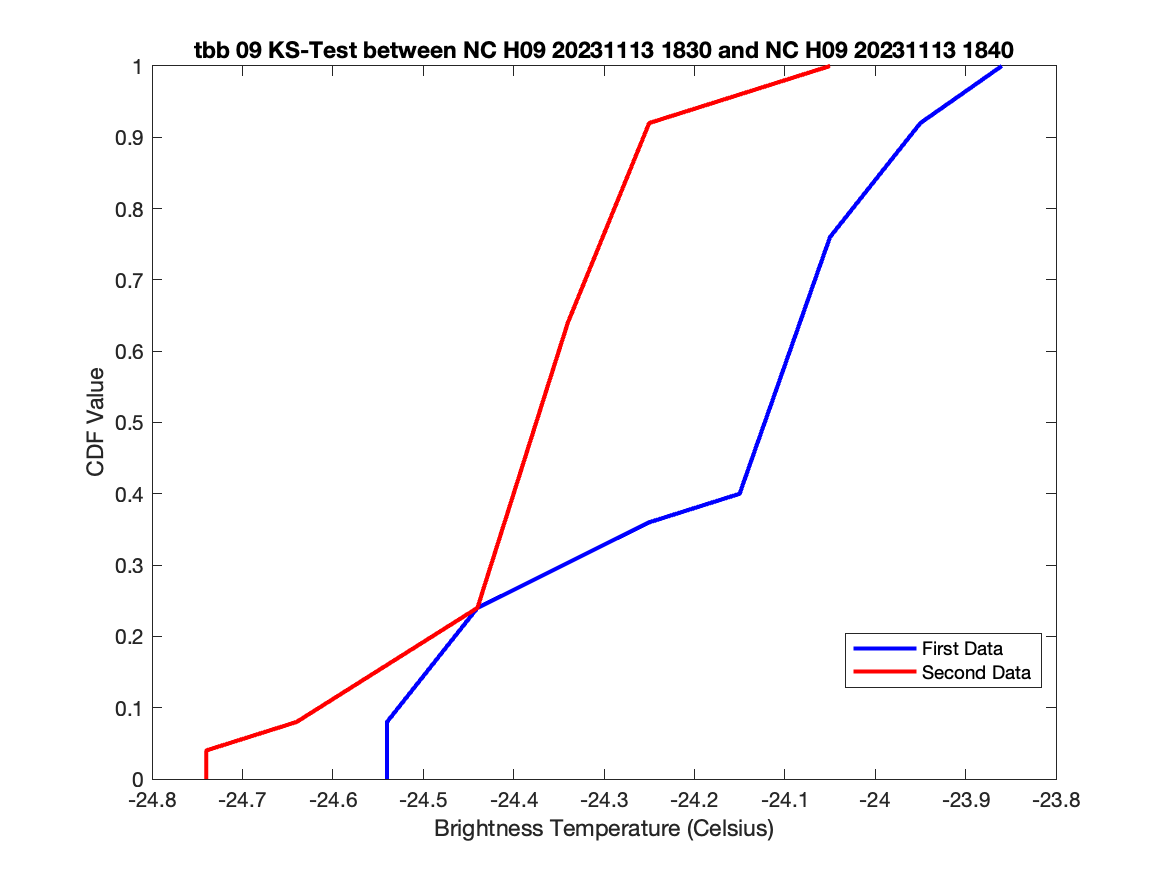 tbb 09 KS-Test between NC H09 20231113 1830 and NC H09 20231113 1840
1
0.9
0.8
0.7
0.6
0.5
0.4
0.3
0.2
0.1
0
CDF Value
First Data
Second Data
-24.8 -24.7 -24.6 -24.5 -24.4 -24.3 -24.2 -24.1 -24 -23.9 -23.8
Brightness Temperature (Celsius)